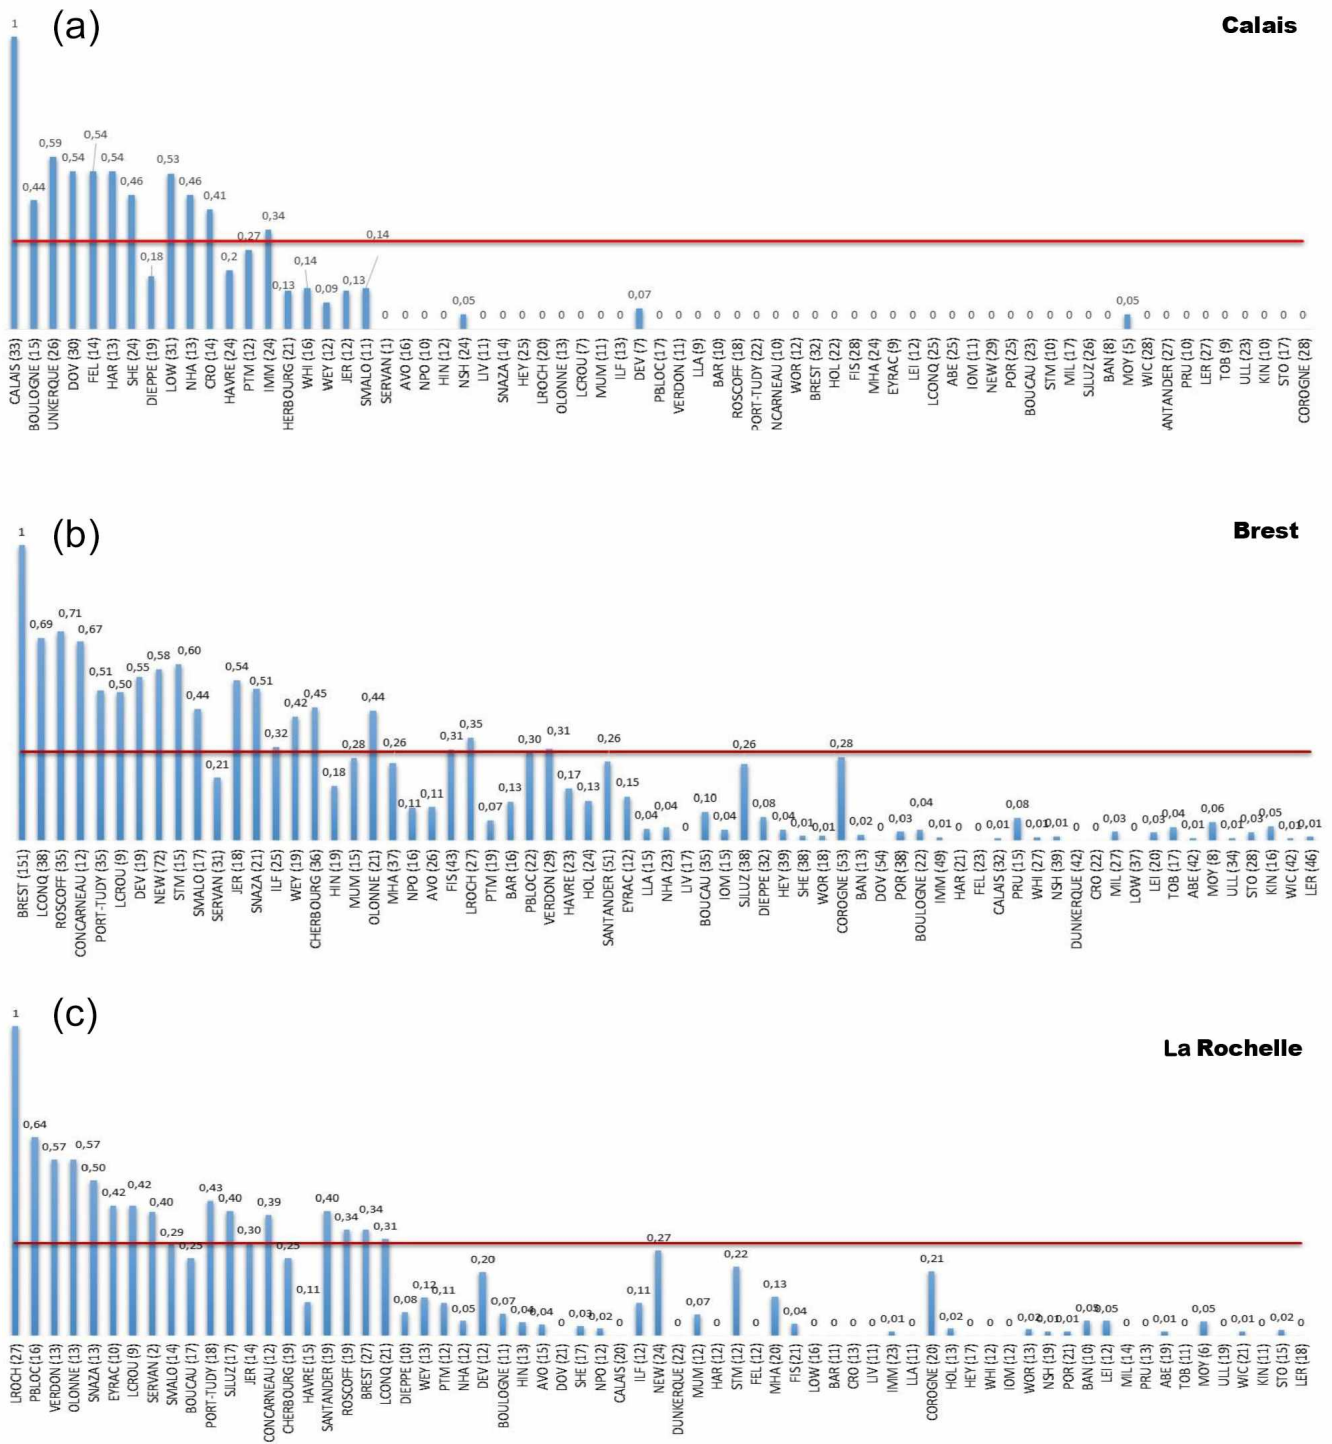 (a)
Calais
1 0,44 0,59 0,54 0,54 0,54 0,46 0,18 0,53 0,46 0,41 0,2 0,27 0,34 0,13 0,14 0,09 0,13 0,14 0 0 0 0 0,05 0 0 0 0 0 0 0 0 0,07 0 0 0 0 0 0 0 0 0 0 0 0 0 0 0 0 0 0 0 0 0 0 0 0 0,05 0 0 0 0 0 0 0 0 0
CALAIS (33)
BOULOGNE (15)
UNKERQUE (26)
DOV (30)
FEL (14)
HAR (13)
SHE (24)
DIEPPE (19)
LOW (31)
NHA (13)
CRO (14)
HAVRE (24)
PTM (12)
IMM (24)
HERBOURG (21)
WHI (16)
WEY (12)
JER (12)
SMALO (11)
SERVAN (1)
AVO (16)
NPO (10)
HIN (12)
NSH (24)
LIV (11)
SNAZA (14)
HEY (25)
LROCH (20)
OLONNE (13)
LCROU (7)
MUM (11)
ILF (13)
DEV (7)
PBLOC (17)
VERDON (11)
LLA (9)
BAR (10)
ROSCOFF (18)
PORT-TUDY (22)
NCARNEAU (10)
WOR (12)
BREST (32)
HOL (22)
FIS (28)
MHA (24)
EYRAC (9)
LEI (12)
LCONQ (25)
ABE (25)
IOM (11)
NEW (29)
POR (25)
BOUCAU (23)
STM (10)
MIL (17)
SJLUZ (26)
BAN (8)
MOY (5)
WIC (28)
ANTANDER (27)
PRU (10)
LER (27)
TOB (9)
ULL (23)
KIN (10)
STO (17)
COROGNE (28)
(b)
Brest
1 0,69 0,71 0,67 0,51 0,50 0,55 0,58 0,60 0,44 0,21 0,54 0,51 0,32 0,42 0,45 0,18 0,28 0,44 0,26 0,11 0,11 0,31 0,35 0,07 0,13 0,30 0,31 0,17 0,13 0,26 0,15 0,04 0,04 0 0,10 0,04 0,26 0,08 0,04 0,01 0,01 0,28 0,02 0 0,03 0,04 0,01 0 0 0,01 0,08 0,01 0,01 0 0 0,03 0 0,03 0,04 0,01 0,06 0,01 0,03 0,05 0,01 0,01
BREST (151)
LCONQ (38)
ROSCOFF (35)
CONCARNEAU (12)
PORT-TUDY (35)
LCROU (9)
DEV (19)
NEW (72)
STM (15)
SMALO (17)
SERVAN (31)
JER (18)
SNAZA (21)
ILF (25)
WEY (19)
CHERBOURG (36)
HIN (19)
MUM (15)
OLONNE (21)
MHA (37)
NPO (16)
AVO (26)
FIS (43)
LROCH (27)
PTM (19)
BAR (16)
PBLOC (22)
VERDON (29)
HAVRE (23)
HOL (24)
SANTANDER (51)
EYRAC (12)
LLA (15)
NHA (23)
LIV (17)
BOUCAU (35)
IOM (15)
SJLUZ (38)
DIEPPE (32)
HEY (39)
SHE (38)
WOR (18)
COROGNE (53)
BAN (13)
DOV (54)
POR (38)
BOULOGNE (22)
IMM (49)
HAR (21)
FEL (23)
CALAIS (32)
PRU (15)
WHI (27)
NSH (39)
DUNKERQUE (42)
CRO (22)
MIL (27)
LOW (37)
LEI (20)
TOB (17)
ABE (42)
MOY (8)
ULL (34)
STO (28)
KIN (16)
WIC (42)
LER (46)
(c)
La Rochelle
1 0,64 0,57 0,57 0,50 0,42 0,42 0,40 0,29 0,25 0,43 0,40 0,30 0,39 0,25 0,11 0,40 0,34 0,34 0,31 0,08 0,12 0,11 0,05 0,20 0,07 0,04 0,04 0 0,03 0,02 0 0,11 0,27 0 0,07 0 0,22 0 0,13 0,04 0 0 0 0 0,01 0 0,21 0,02 0 0 0 0,02 0,01 0,01 0,05 0,05 0 0 0,01 0 0,05 0 0,01 0 0,02 0
LROCH (27)
PBLOC (16)
VERDON (13)
OLONNE (13)
SNAZA (13)
EYRAC (10)
LCROU (9)
SERVAN (2)
SMALO (14)
BOUCAU (17)
PORT-TUDY (18)
SJLUZ (17)
JER (14)
CONCARNEAU (12)
CHERBOURG (19)
HAVRE (15)
SANTANDER (19)
ROSCOFF (19)
BREST (27)
LCONQ (21)
DIEPPE (10)
WEY (13)
PTM (12)
NHA (12)
DEV (12)
BOULOGNE (11)
HIN (13)
AVO (15)
DOV (21)
SHE (17)
NPO (12)
CALAIS (20)
ILF (12)
NEW (24)
DUNKERQUE (22)
MUM (12)
HAR (12)
STM (12)
FEL (12)
MHA (20)
FIS (21)
LOW (16)
BAR (11)
CRO (13)
LIV (11)
IMM (23)
LLA (11)
COROGNE (20)
HOL (13)
HEY (17)
WHI (12)
IOM (12)
WOR (13)
NSH (19)
POR (21)
BAN (10)
LEI (12)
MIL (14)
PRU (13)
ABE (19)
TOB (11)
MOY (6)
ULL (19)
WIC (21)
KIN (11)
STO (15)
LER (18)